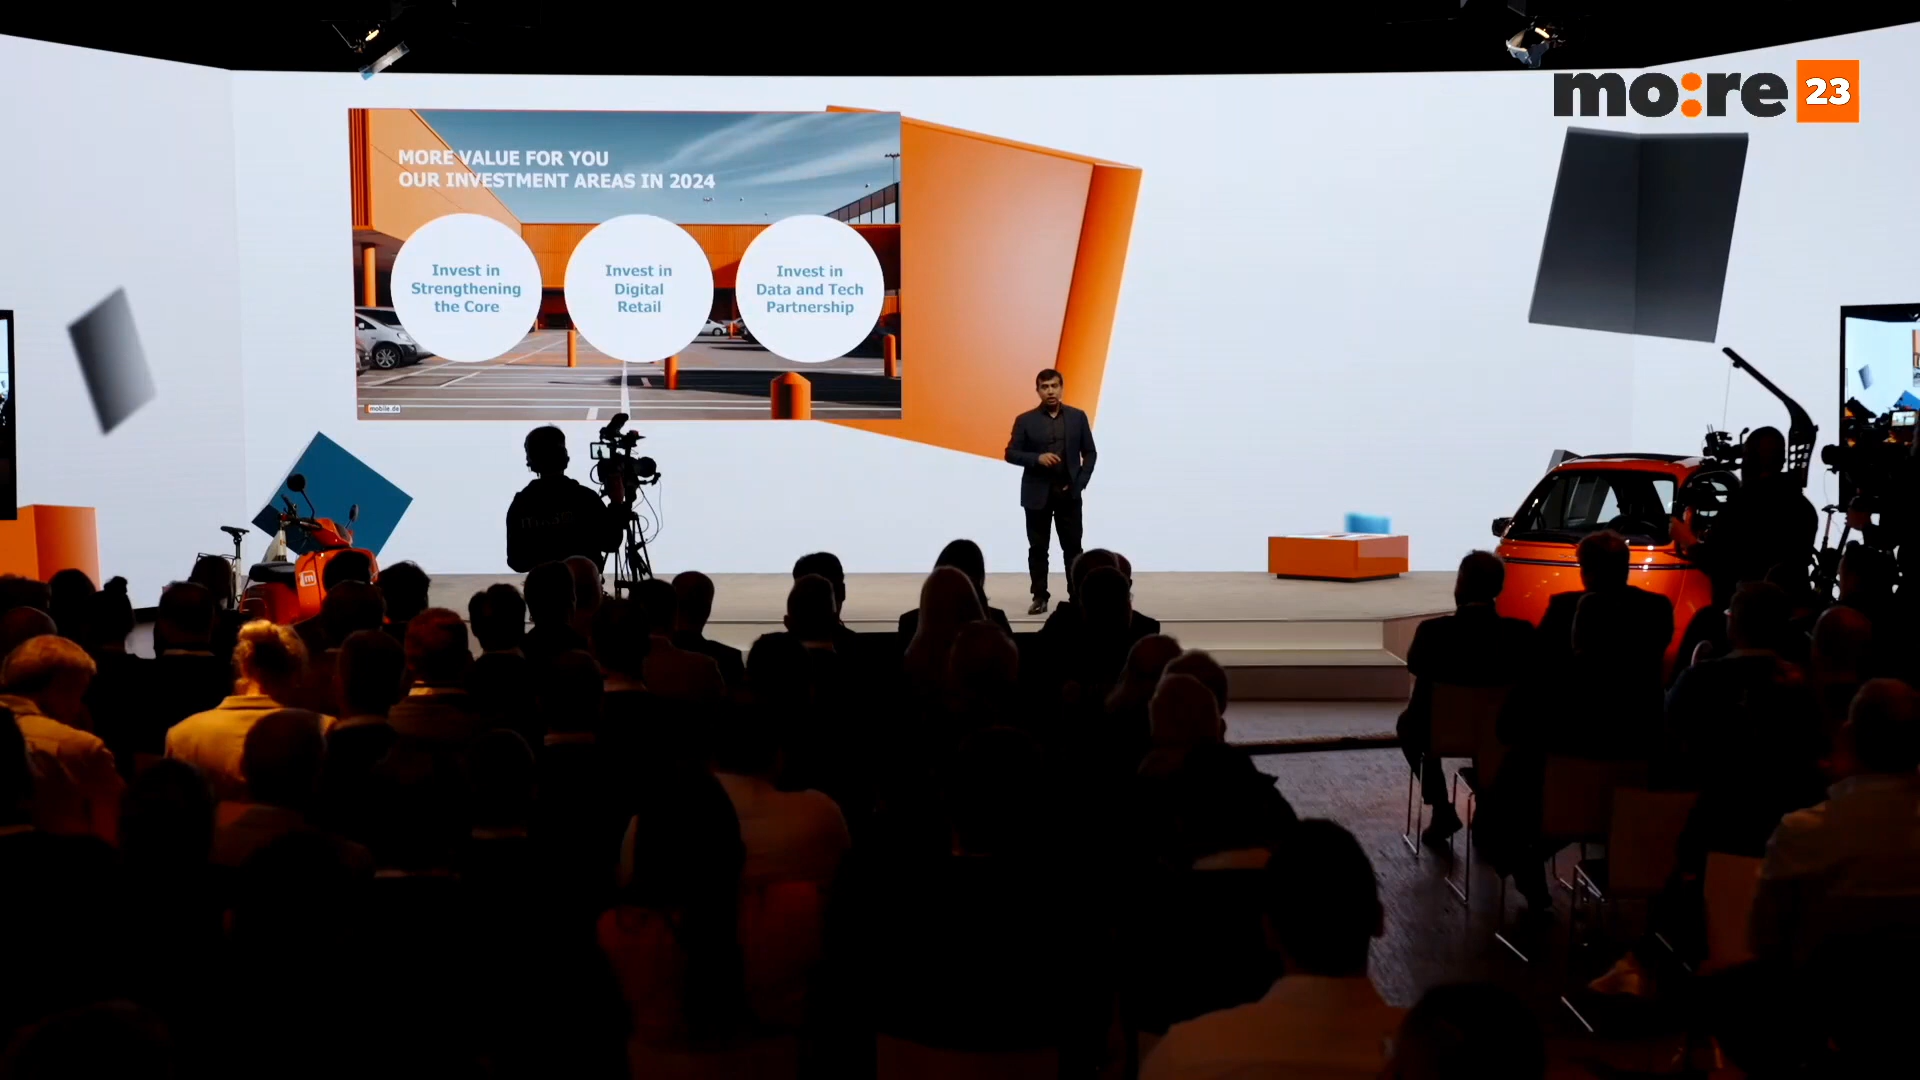 mo:re 23
MORE VALUE FOR YOU
OUR INVESTMENT AREAS IN 2024
Invest in
Strengthening
the Core
Invest in
Digital
Retail
Invest in
Data and Tech
Partnership
mobile.de
m